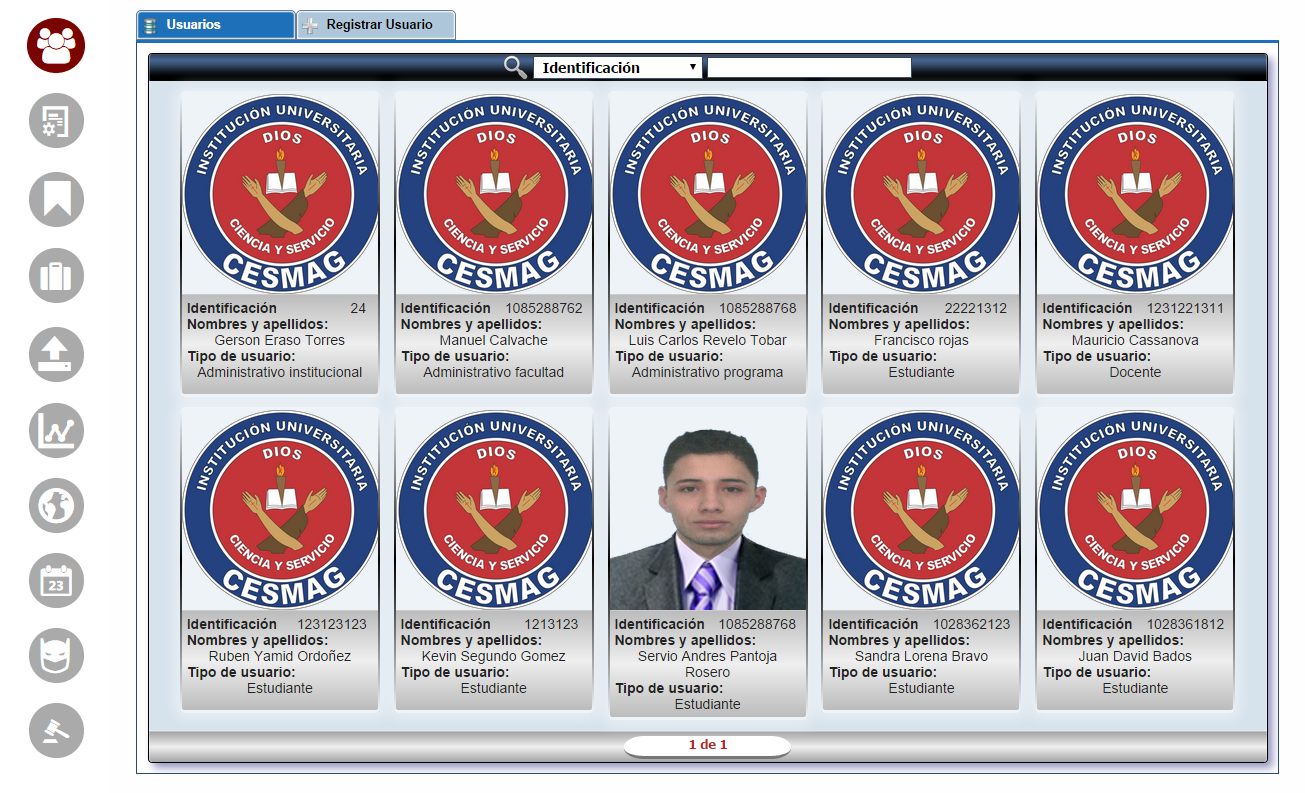 Usuarios
Registrar Usuario
Identificación
INSTITUCIÓN UNIVERSITARIA
DIOS
CIENCIA Y SERVICIO
CESMAG
INSTITUCIÓN UNIVERSITARIA
DIOS
CIENCIA Y SERVICIO
CESMAG
INSTITUCIÓN UNIVERSITARIA
DIOS
CIENCIA Y SERVICIO
CESMAG
INSTITUCIÓN UNIVERSITARIA
DIOS
CIENCIA Y SERVICIO
CESMAG
INSTITUCIÓN UNIVERSITARIA
DIOS
CIENCIA Y SERVICIO
CESMAG
Identificación 24
Nombres y apellidos:
Gerson Eraso Torres
Tipo de usuario:
Administrativo institucional
Identificación 1085288762
Nombres y apellidos:
Manuel Calvache
Tipo de usuario:
Administrativo facultad
Identificación 1085288768
Nombres y apellidos:
Luis Carlos Revelo Tobar
Tipo de usuario:
Administrativo programa
Identificación 22221312
Nombres y apellidos:
Francisco rojas
Tipo de usuario:
Estudiante
Identificación 1231221311
Nombres y apellidos:
Mauricio Cassanova
Tipo de usuario:
Docente
INSTITUCIÓN UNIVERSITARIA
DIOS
CIENCIA Y SERVICIO
CESMAG
INSTITUCIÓN UNIVERSITARIA
DIOS
CIENCIA Y SERVICIO
CESMAG
INSTITUCIÓN UNIVERSITARIA
DIOS
CIENCIA Y SERVICIO
CESMAG
INSTITUCIÓN UNIVERSITARIA
DIOS
CIENCIA Y SERVICIO
CESMAG
Identificación 123123123
Nombres y apellidos:
Ruben Yamid Ordoñez
Tipo de usuario:
Estudiante
Identificación 1213123
Nombres y apellidos:
Kevin Segundo Gomez
Tipo de usuario:
Estudiante
Identificación 1085288768
Nombres y apellidos:
Servio Andres Pantoja
Rosero
Tipo de usuario:
Estudiante
Identificación 1028362123
Nombres y apellidos:
Sandra Lorena Bravo
Tipo de usuario:
Estudiante
Identificación 1028361812
Nombres y apellidos:
Juan David Bados
Tipo de usuario:
Estudiante
23
1 de 1